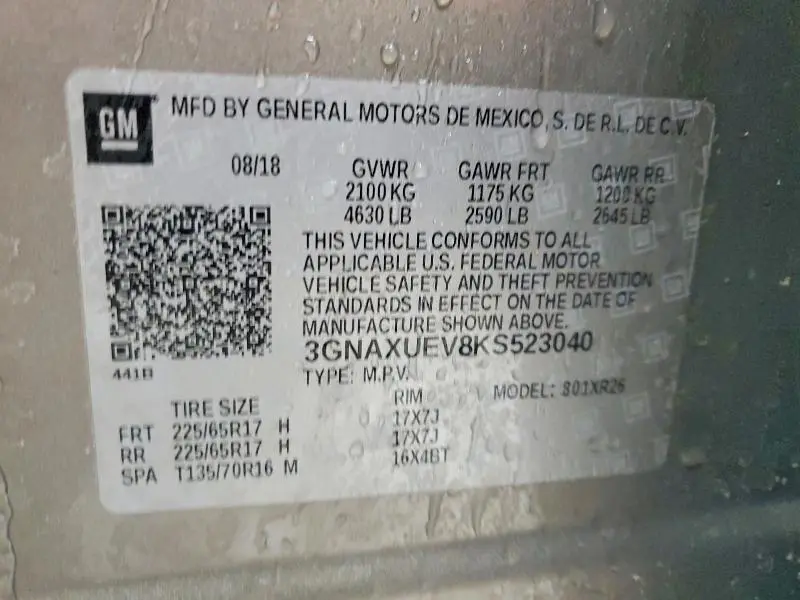 GM
MFD BY GENERAL MOTORS DE MEXICO, S. DE R.L. DE C.V.
08/18 GVWR GAWR FRT GAWR RR
2100 KG 1175 KG 1200 KG
4630 LB 2590 LB 2645 LB
THIS VEHICLE CONFORMS TO ALL
APPLICABLE U.S. FEDERAL MOTOR
VEHICLE SAFETY AND THEFT PREVENTION
STANDARDS IN EFFECT ON THE DATE OF
MANUFACTURE SHOWN ABOVE.
3GNAXUEV8KS523040
441B
TYPE: M.P.V. MODEL: 801XR26
TIRE SIZE RIM
FRT 225/65R17 H 17X7J
RR 225/65R17 H 17X7J
SPA T135/70R16 M 16X4BT